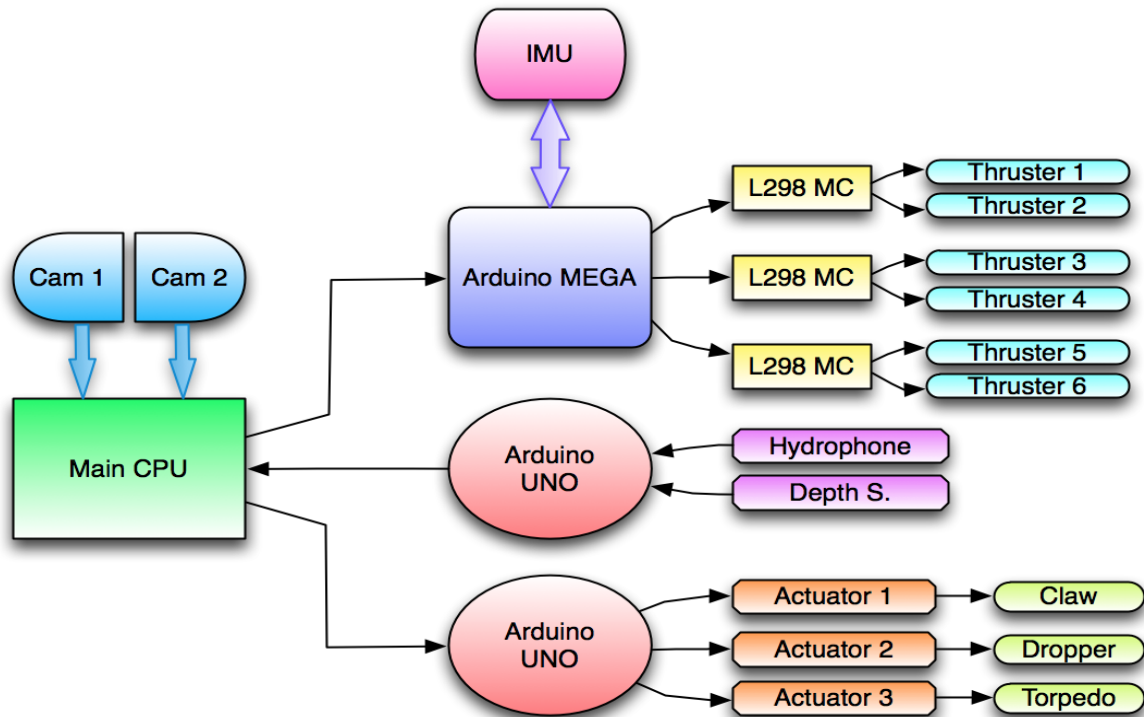 IMU
L298 MC
Thruster 1
Thruster 2
Cam 1
Cam 2
Arduino MEGA
L298 MC
Thruster 3
Thruster 4
L298 MC
Thruster 5
Thruster 6
Main CPU
Arduino
UNO
Hydrophone
Depth S.
Arduino
UNO
Actuator 1
Claw
Actuator 2
Dropper
Actuator 3
Torpedo